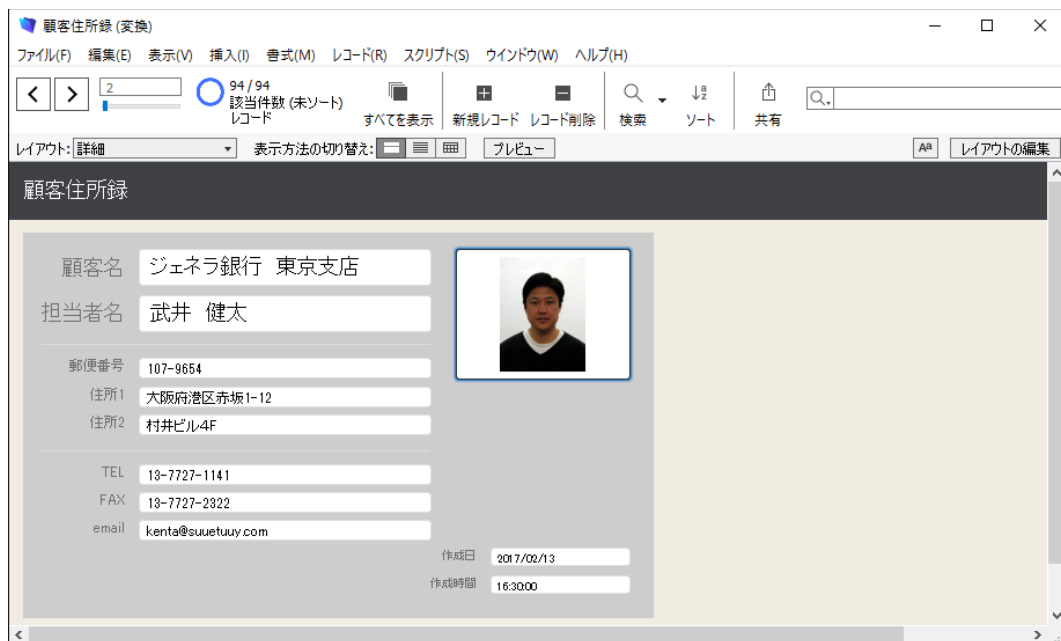 顧客住所録 (変換)
ファイル(F) 編集(E) 表示(V) 挿入(I) 書式(M) レコード(R) スクリプト(S) ウインドウ(W) ヘルプ(H)
2
94 / 94
該当件数 (未ソート)
レコード
すべてを表示 新規レコード レコード削除 検索 ソート 共有
レイアウト: 詳細 表示方法の切り替え: プレビュー Aa レイアウトの編集
顧客住所録
顧客名 ジェネラ銀行 東京支店
担当者名 武井 健太
郵便番号 107-9654
住所1 大阪府港区赤坂1-12
住所2 村井ビル4F
TEL 13-7727-1141
FAX 13-7727-2322
email kenta@suuetuuy.com
作成日 2017/02/13
作成時間 16:30:00